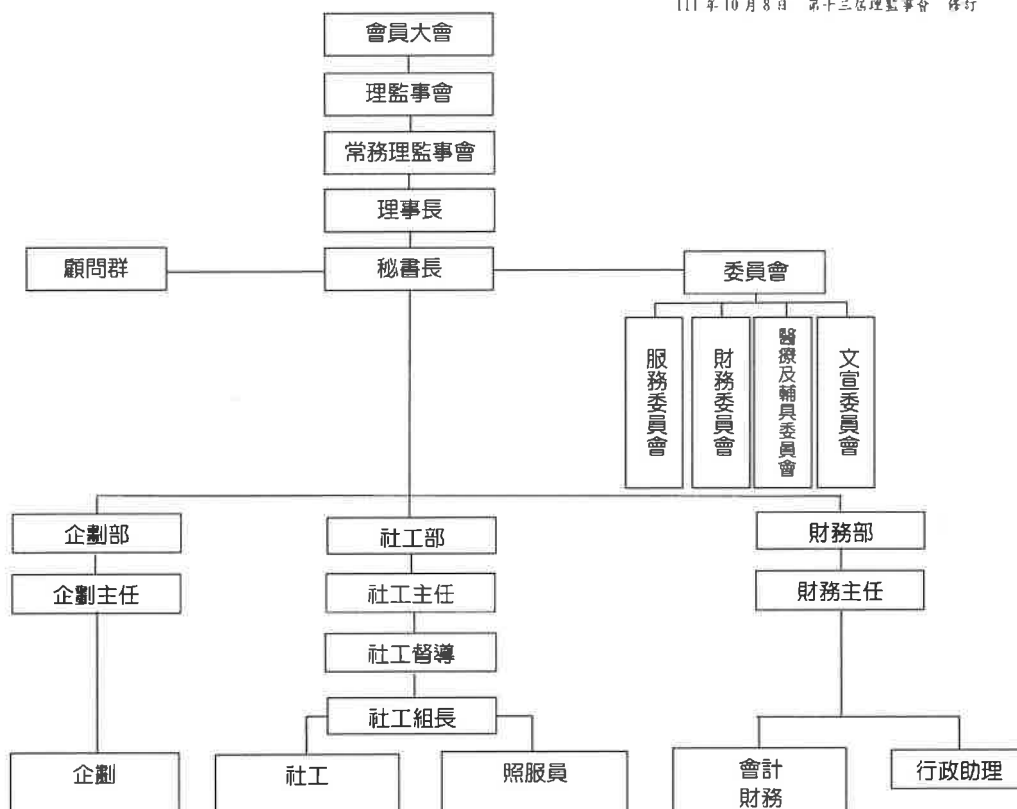 111年10月8日 第十三屆理監事會 修訂
會員大會
理監事會
常務理監事會
理事長
顧問群
秘書長
委員會
服務委員會
財務委員會
醫療及輔具委員會
文宣委員會
企劃部
社工部
財務部
企劃主任
社工主任
財務主任
社工督導
社工組長
企劃
社工
照服員
會計
財務
行政助理